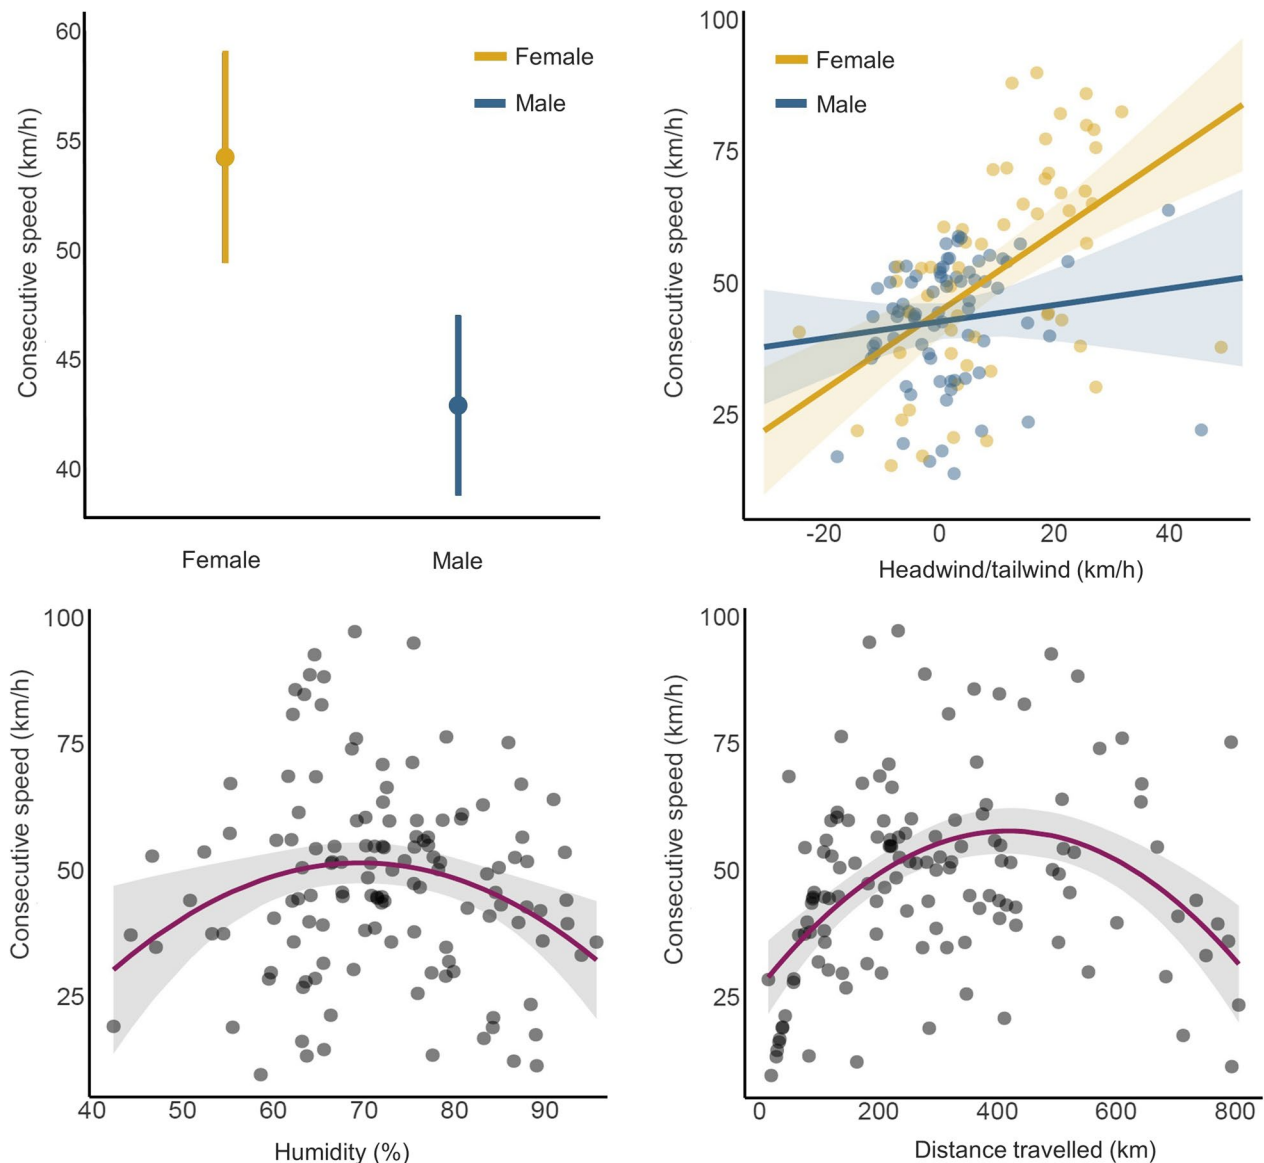 Consecutive speed (km/h)
60
55
50
45
40
Female
Male
Female
Male
Consecutive speed (km/h)
100
75
50
25
Female
Male
-20
0
20
40
Headwind/tailwind (km/h)
Consecutive speed (km/h)
100
75
50
25
40
50
60
70
80
90
Humidity (%)
Consecutive speed (km/h)
100
75
50
25
0
200
400
600
800
Distance travelled (km)